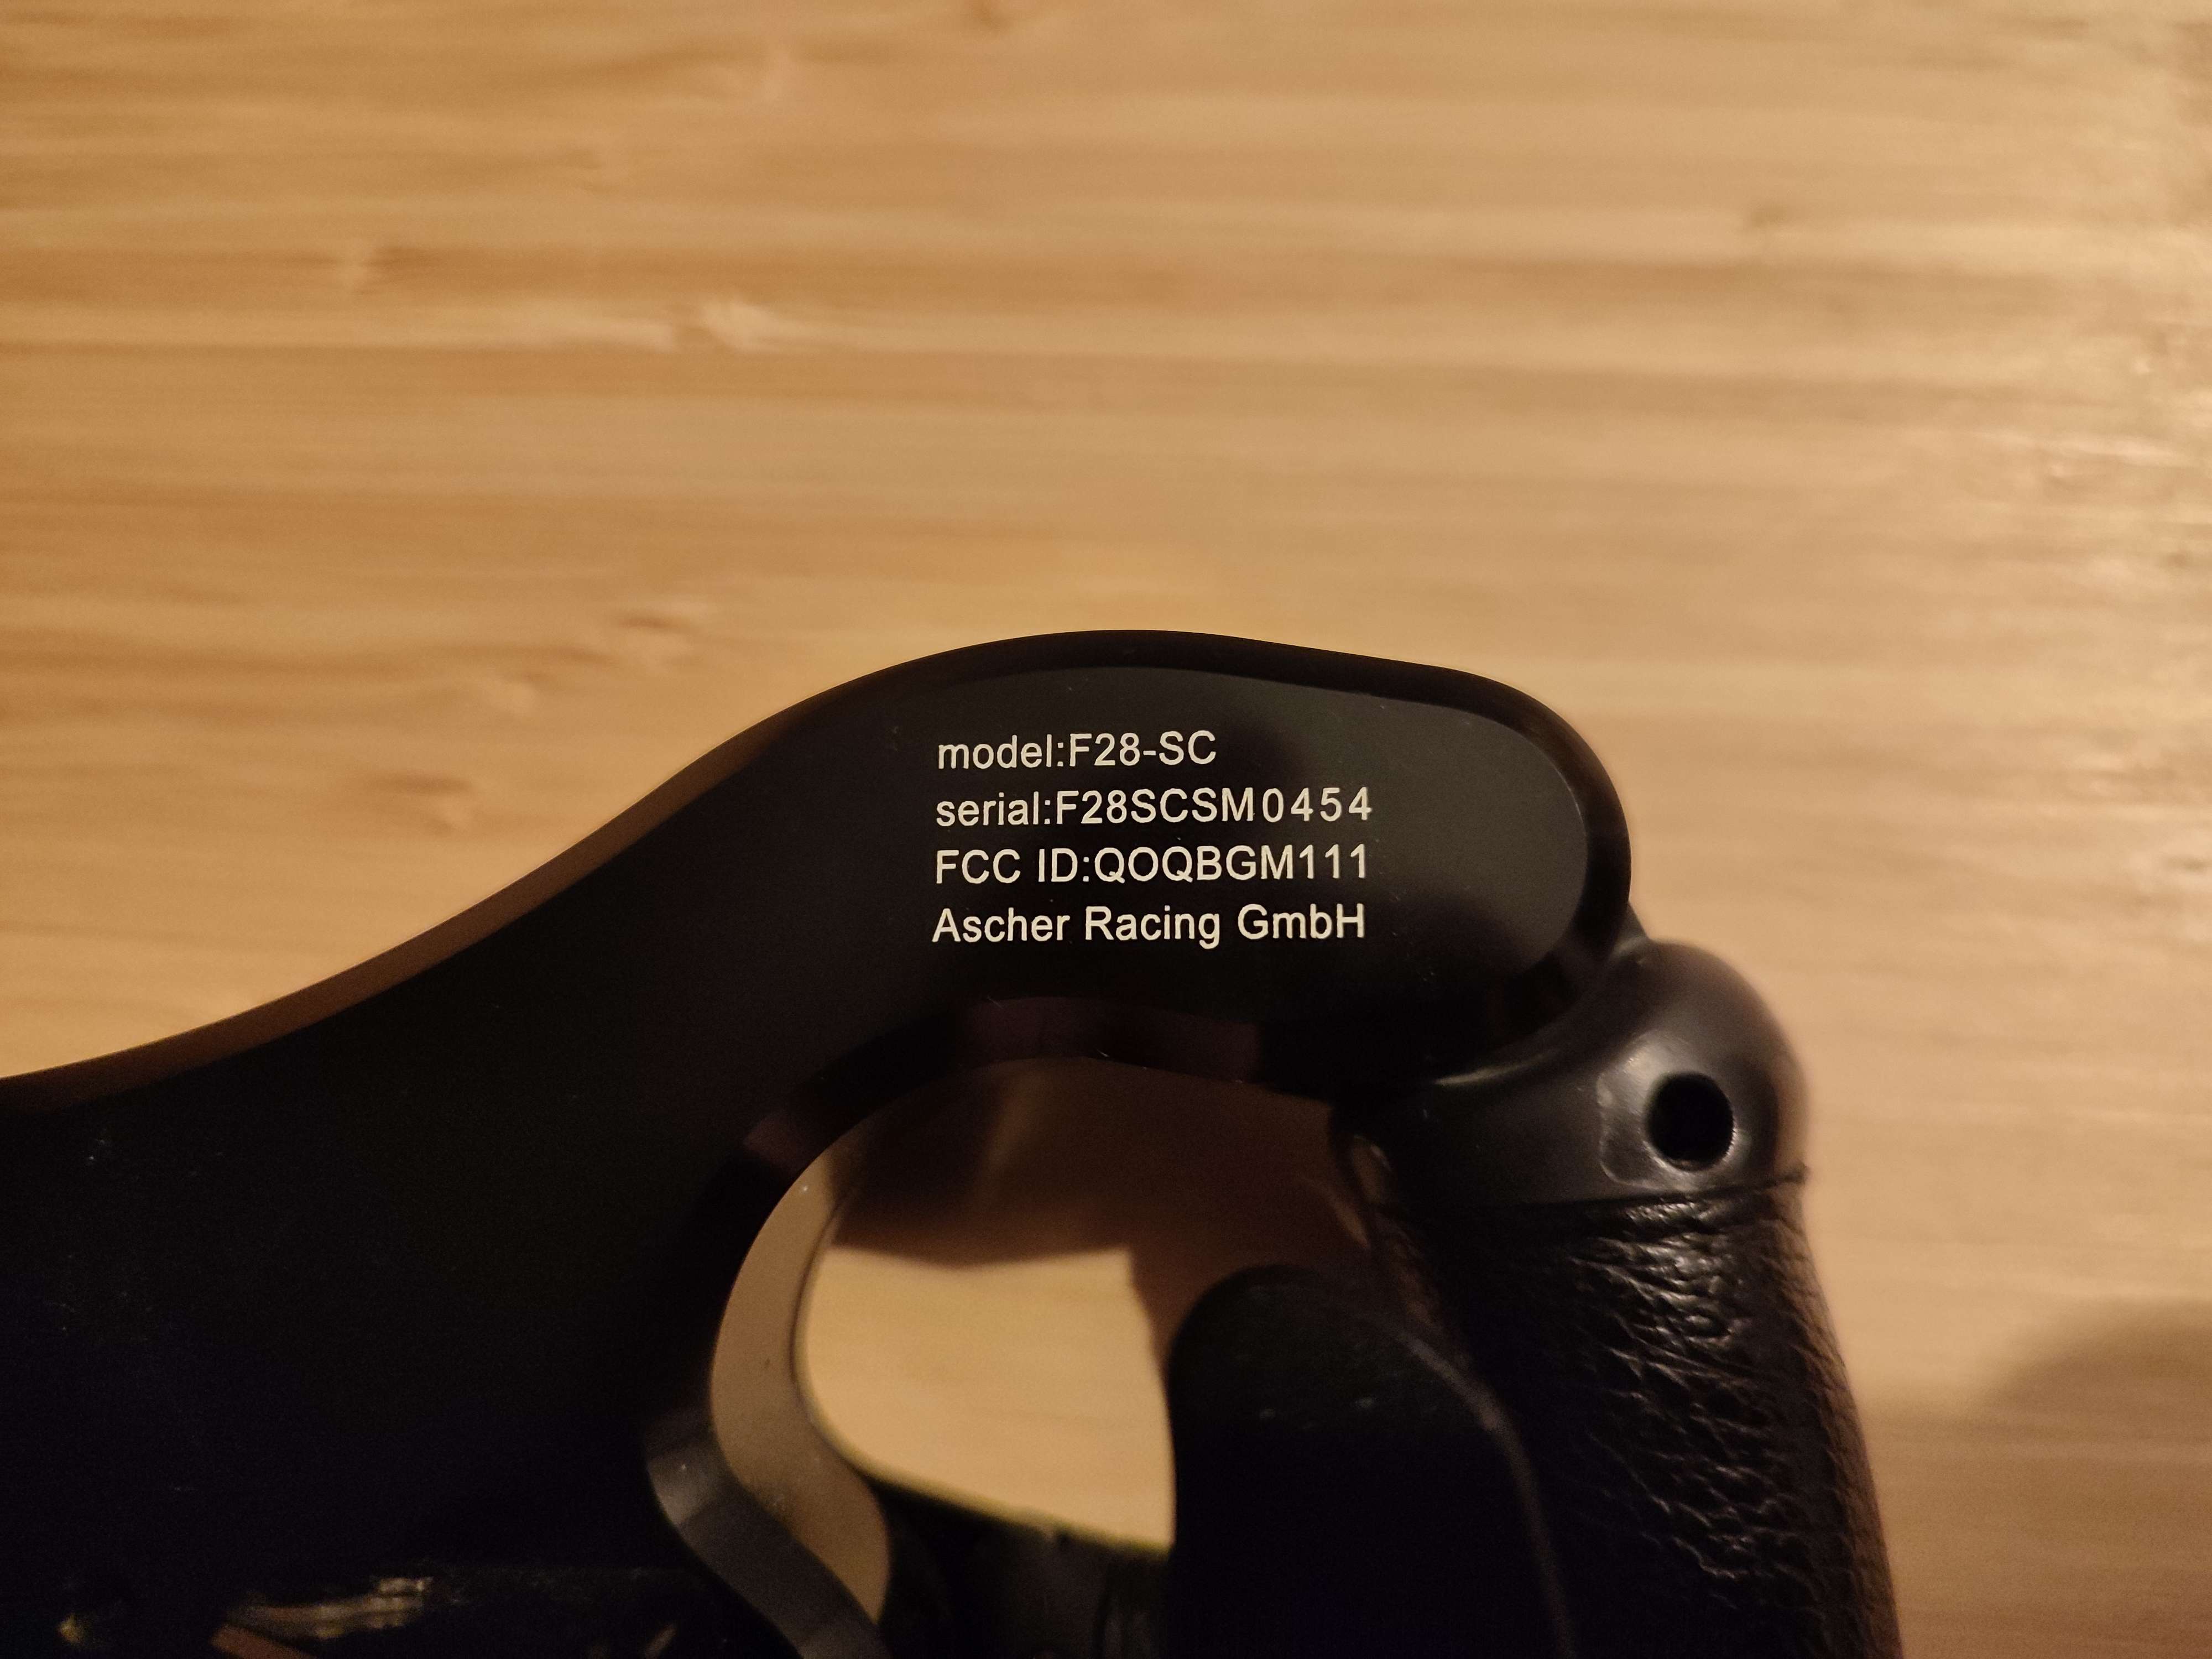 model:F28-SC
serial:F28SCSM0454
FCC ID:QOQBGM111
Ascher Racing GmbH